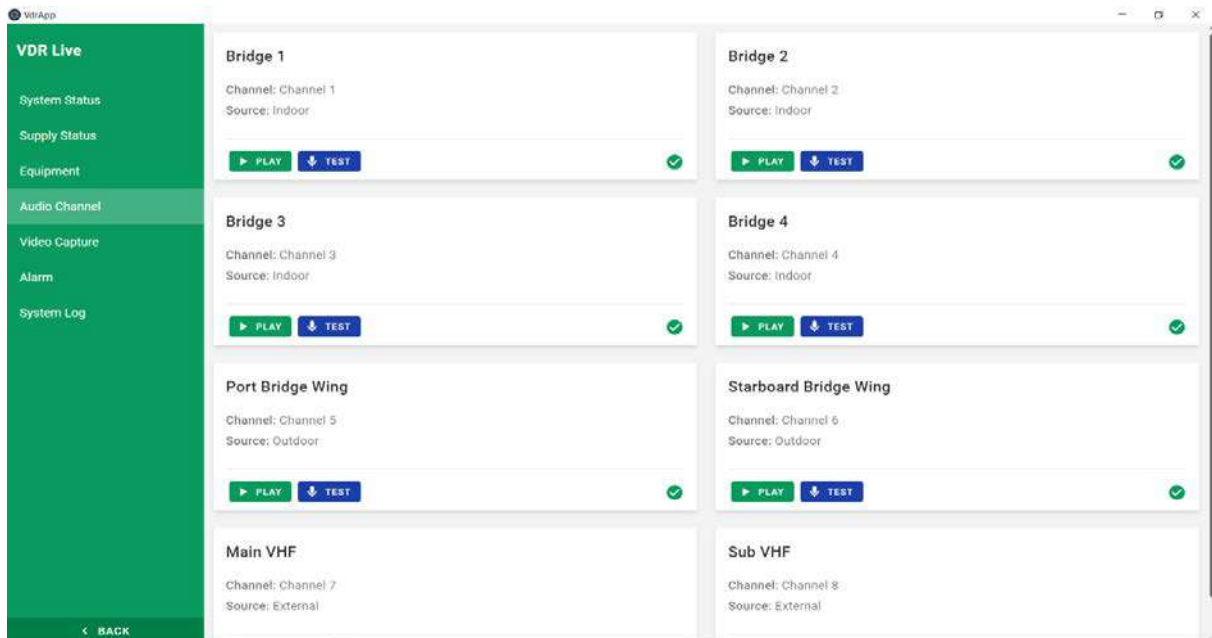 VdrApp
VDR Live
System Status
Supply Status
Equipment
Audio Channel
Video Capture
Alarm
System Log
< BACK
Bridge 1
Channel: Channel 1
Source: Indoor
PLAY TEST
Bridge 2
Channel: Channel 2
Source: Indoor
PLAY TEST
Bridge 3
Channel: Channel 3
Source: Indoor
PLAY TEST
Bridge 4
Channel: Channel 4
Source: Indoor
PLAY TEST
Port Bridge Wing
Channel: Channel 5
Source: Outdoor
PLAY TEST
Starboard Bridge Wing
Channel: Channel 6
Source: Outdoor
PLAY TEST
Main VHF
Channel: Channel 7
Source: External
Sub VHF
Channel: Channel 8
Source: External